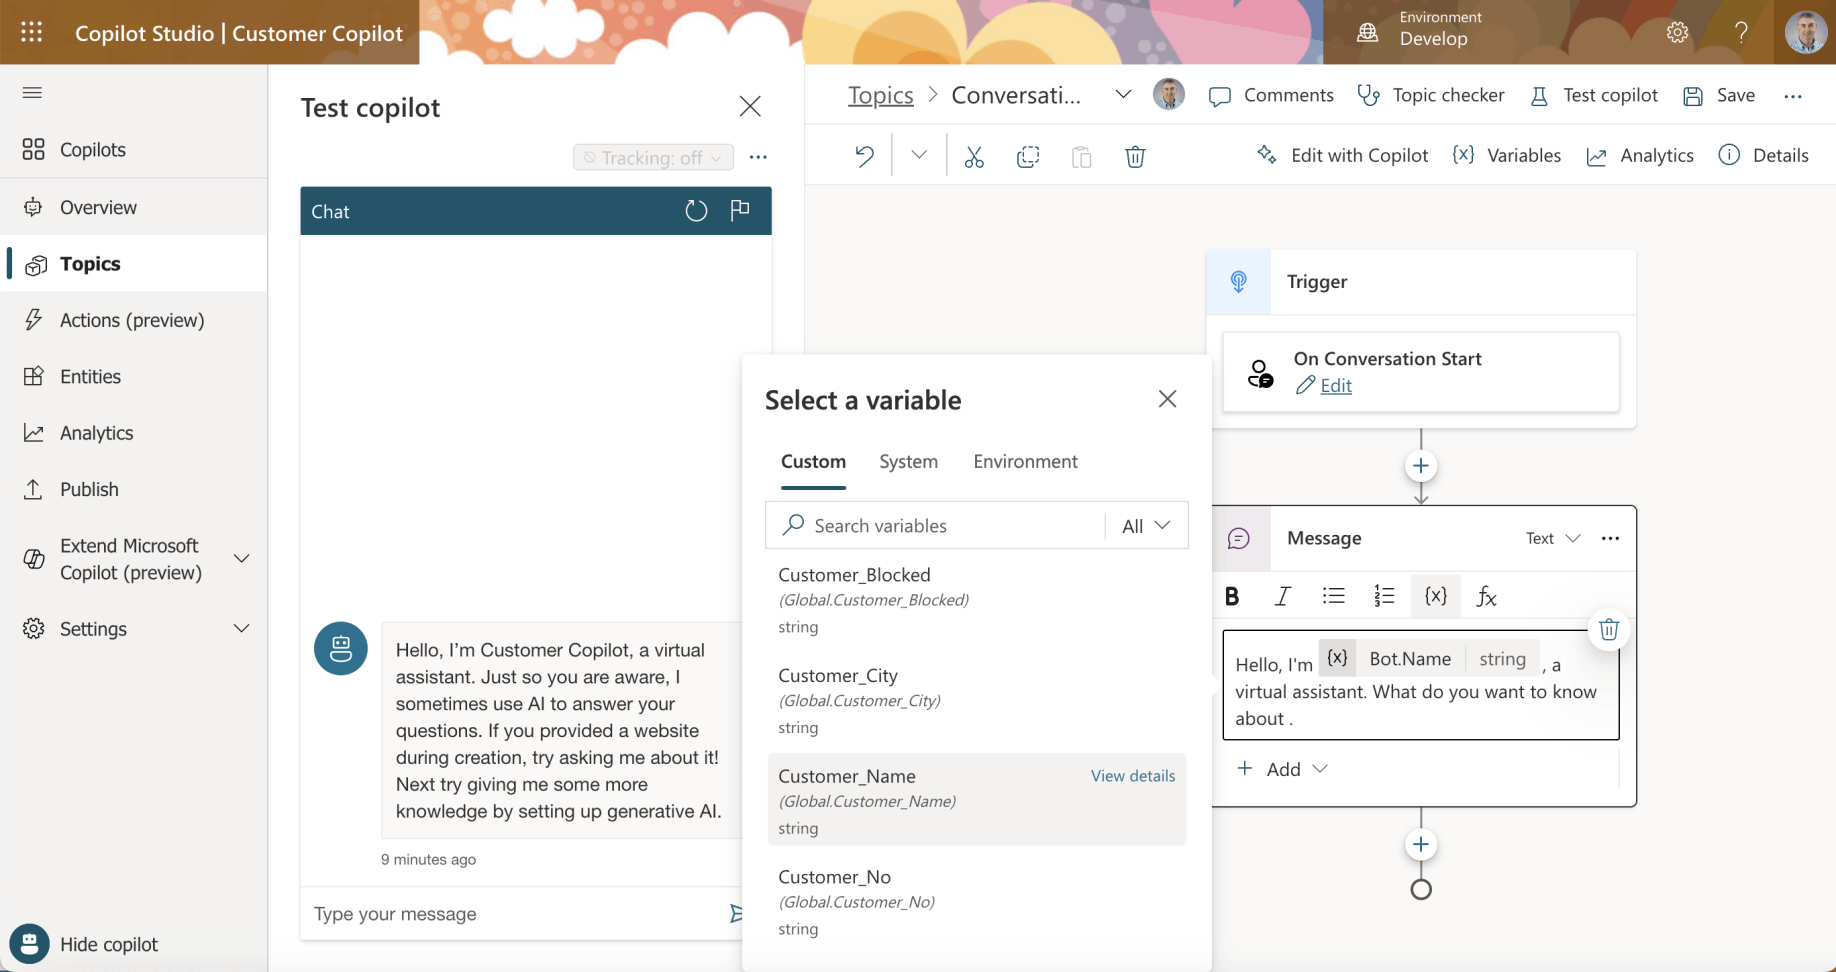 Copilot Studio | Customer Copilot
Environment
Develop
?
Copilots
Overview
Topics
Actions (preview)
Entities
Analytics
Publish
Extend Microsoft
Copilot (preview)
Settings
Hide copilot
Test copilot
Tracking: off
Chat
Hello, I’m Customer Copilot, a virtual
assistant. Just so you are aware, I
sometimes use AI to answer your
questions. If you provided a website
during creation, try asking me about it!
Next try giving me some more
knowledge by setting up generative AI.
9 minutes ago
Type your message
Topics > Conversati...
Comments
Topic checker
Test copilot
Save
Edit with Copilot
{x} Variables
Analytics
Details
Select a variable
Custom
System
Environment
Search variables
All
Customer_Blocked
(Global.Customer_Blocked)
string
Customer_City
(Global.Customer_City)
string
Customer_Name
View details
(Global.Customer_Name)
string
Customer_No
(Global.Customer_No)
string
Trigger
On Conversation Start
Edit
Message
Text
B I {x} fx
Hello, I'm {x} Bot.Name string , a
virtual assistant. What do you want to know
about .
+ Add